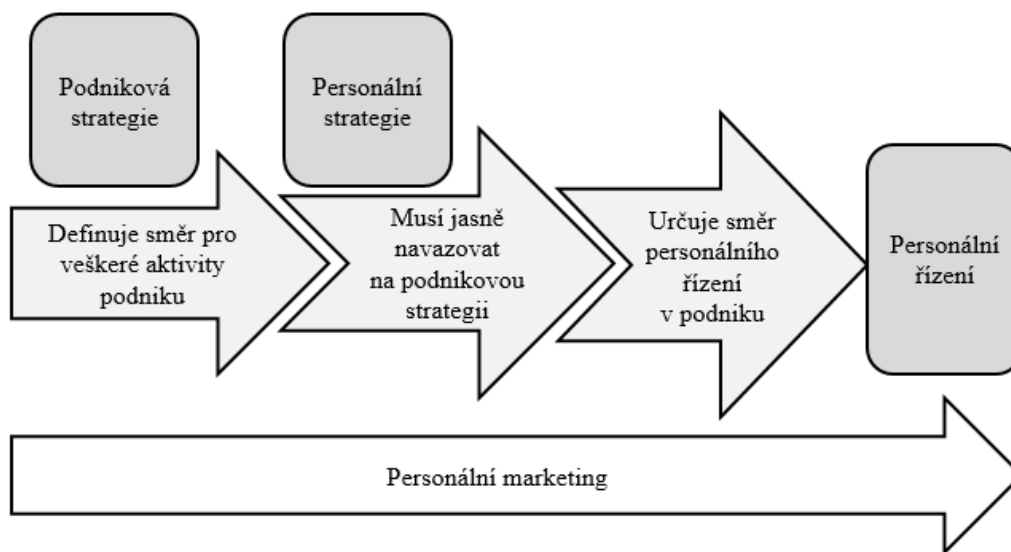 Podniková
strategie
Personální
strategie
Definuje směr pro
veškeré aktivity
podniku
Musí jasně
navazovat
na podnikovou
strategii
Určuje směr
personálního
řízení
v podniku
Personální
řízení
Personální marketing